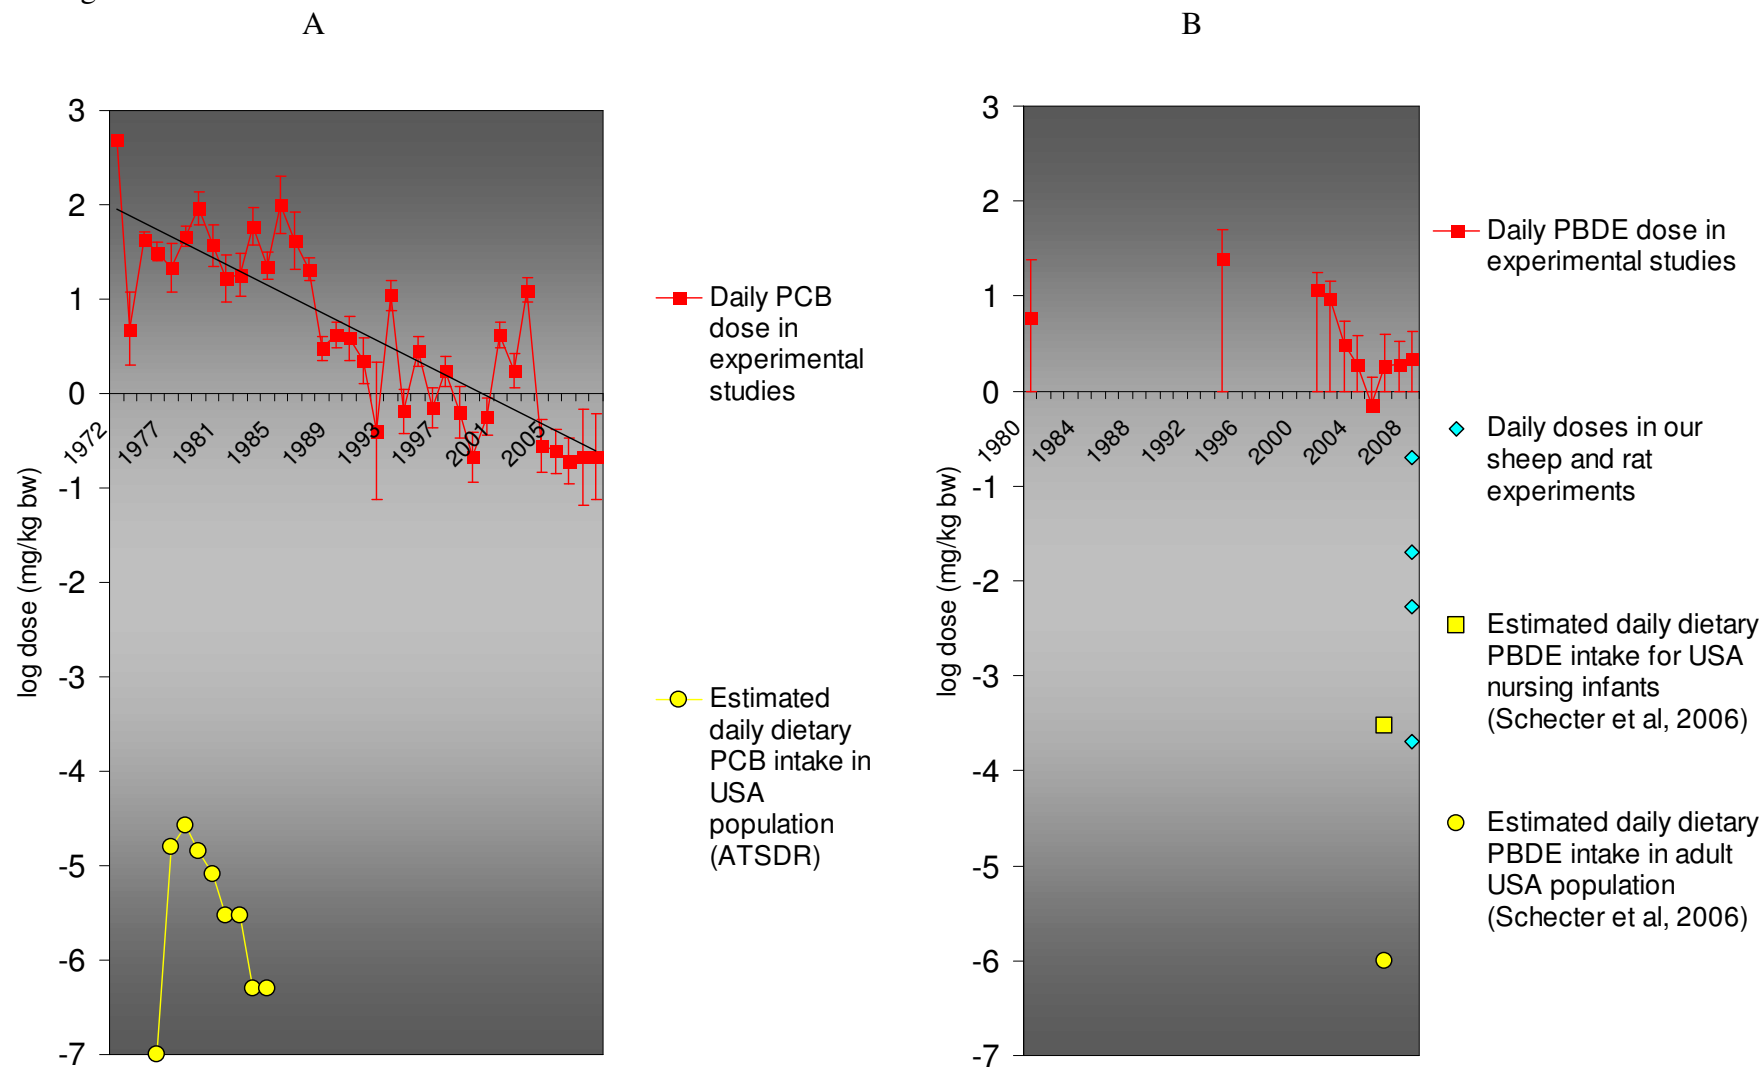 A
B
3
2
1
0
-1
-2
-3
-4
-5
-6
-7
1972
1977
1981
1985
1989
1993
1997
2001
2005
log dose (mg/kg bw)
Daily PCB
dose in
experimental
studies
Estimated
daily dietary
PCB intake in
USA
population
(ATSDR)
3
2
1
0
-1
-2
-3
-4
-5
-6
-7
1980
1984
1988
1992
1996
2000
2004
2008
log dose (mg/kg bw)
Daily PBDE dose in
experimental studies
Daily doses in our
sheep and rat
experiments
Estimated daily dietary
PBDE intake for USA
nursing infants
(Schecter et al, 2006)
Estimated daily dietary
PBDE intake in adult
USA population
(Schecter et al, 2006)